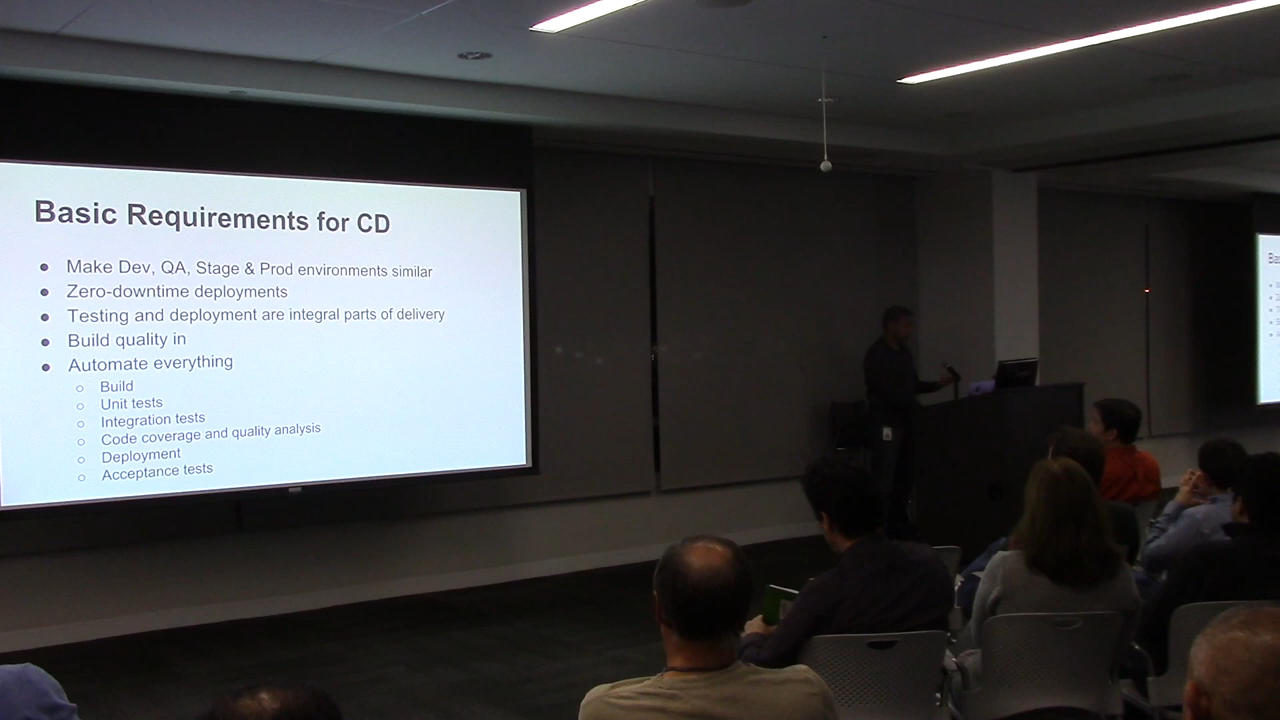 Basic Requirements for CD
● Make Dev, QA, Stage & Prod environments similar
● Zero-downtime deployments
● Testing and deployment are integral parts of delivery
● Build quality in
● Automate everything
○ Build
○ Unit tests
○ Integration tests
○ Code coverage and quality analysis
○ Deployment
○ Acceptance tests